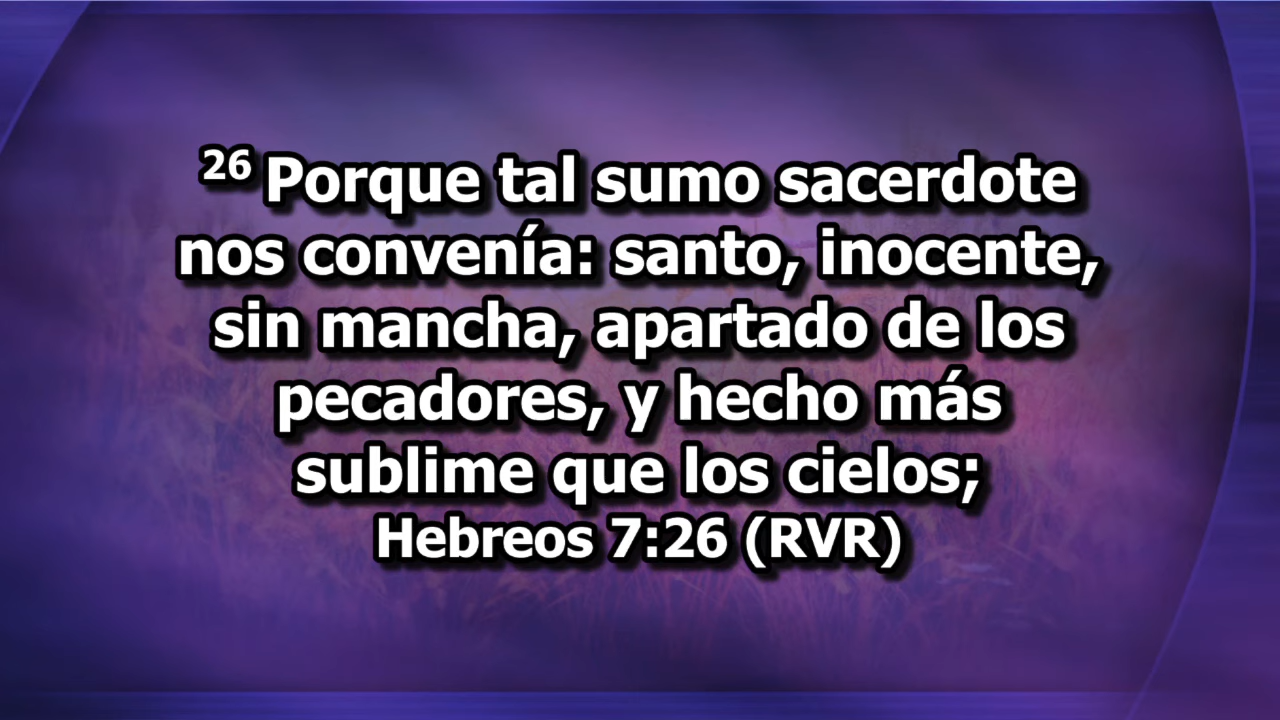 26 Porque tal sumo sacerdote
nos convenía: santo, inocente,
sin mancha, apartado de los
pecadores, y hecho más
sublime que los cielos;
Hebreos 7:26 (RVR)